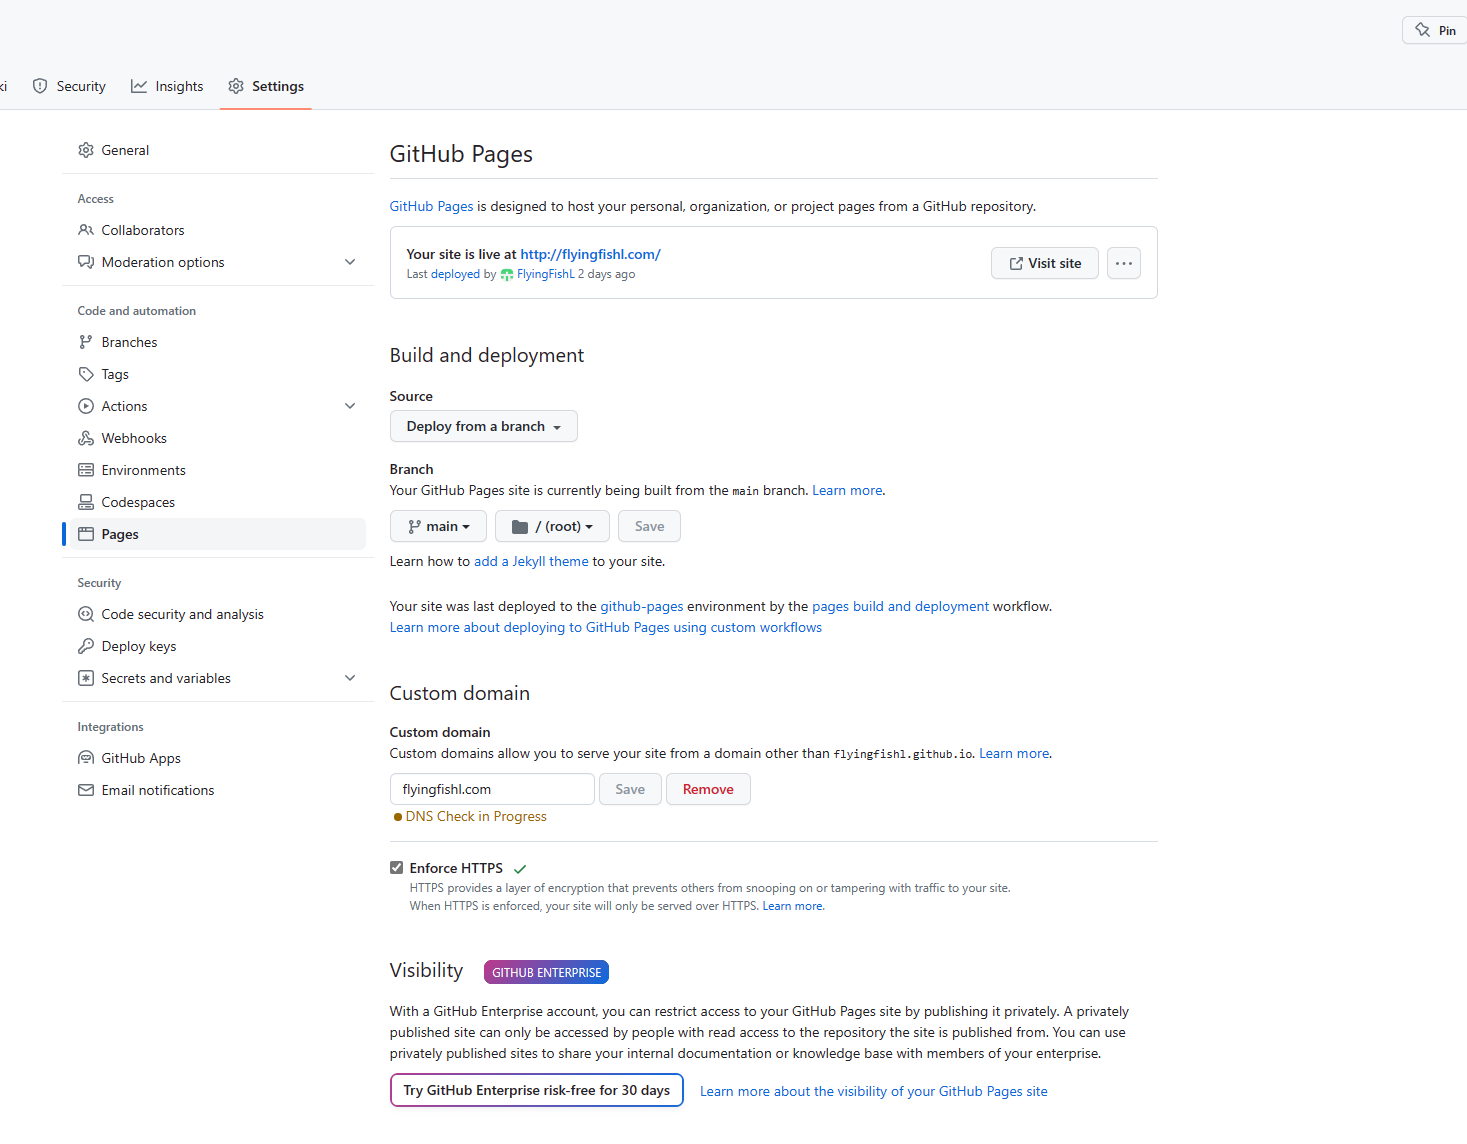 Pin
ki
Security
Insights
Settings
General
Access
Collaborators
Moderation options
Code and automation
Branches
Tags
Actions
Webhooks
Environments
Codespaces
Pages
Security
Code security and analysis
Deploy keys
Secrets and variables
Integrations
GitHub Apps
Email notifications
GitHub Pages
GitHub Pages is designed to host your personal, organization, or project pages from a GitHub repository.
Your site is live at http://flyingfishl.com/
Last deployed by FlyingFishL 2 days ago
Visit site
Build and deployment
Source
Deploy from a branch
Branch
Your GitHub Pages site is currently being built from the main branch. Learn more.
main
/ (root)
Save
Learn how to add a Jekyll theme to your site.
Your site was last deployed to the github-pages environment by the pages build and deployment workflow.
Learn more about deploying to GitHub Pages using custom workflows
Custom domain
Custom domain
Custom domains allow you to serve your site from a domain other than flyingfishl.github.io. Learn more.
flyingfishl.com
Save
Remove
DNS Check in Progress
Enforce HTTPS
HTTPS provides a layer of encryption that prevents others from snooping on or tampering with traffic to your site.
When HTTPS is enforced, your site will only be served over HTTPS. Learn more.
Visibility
GITHUB ENTERPRISE
With a GitHub Enterprise account, you can restrict access to your GitHub Pages site by publishing it privately. A privately
published site can only be accessed by people with read access to the repository the site is published from. You can use
privately published sites to share your internal documentation or knowledge base with members of your enterprise.
Try GitHub Enterprise risk-free for 30 days
Learn more about the visibility of your GitHub Pages site